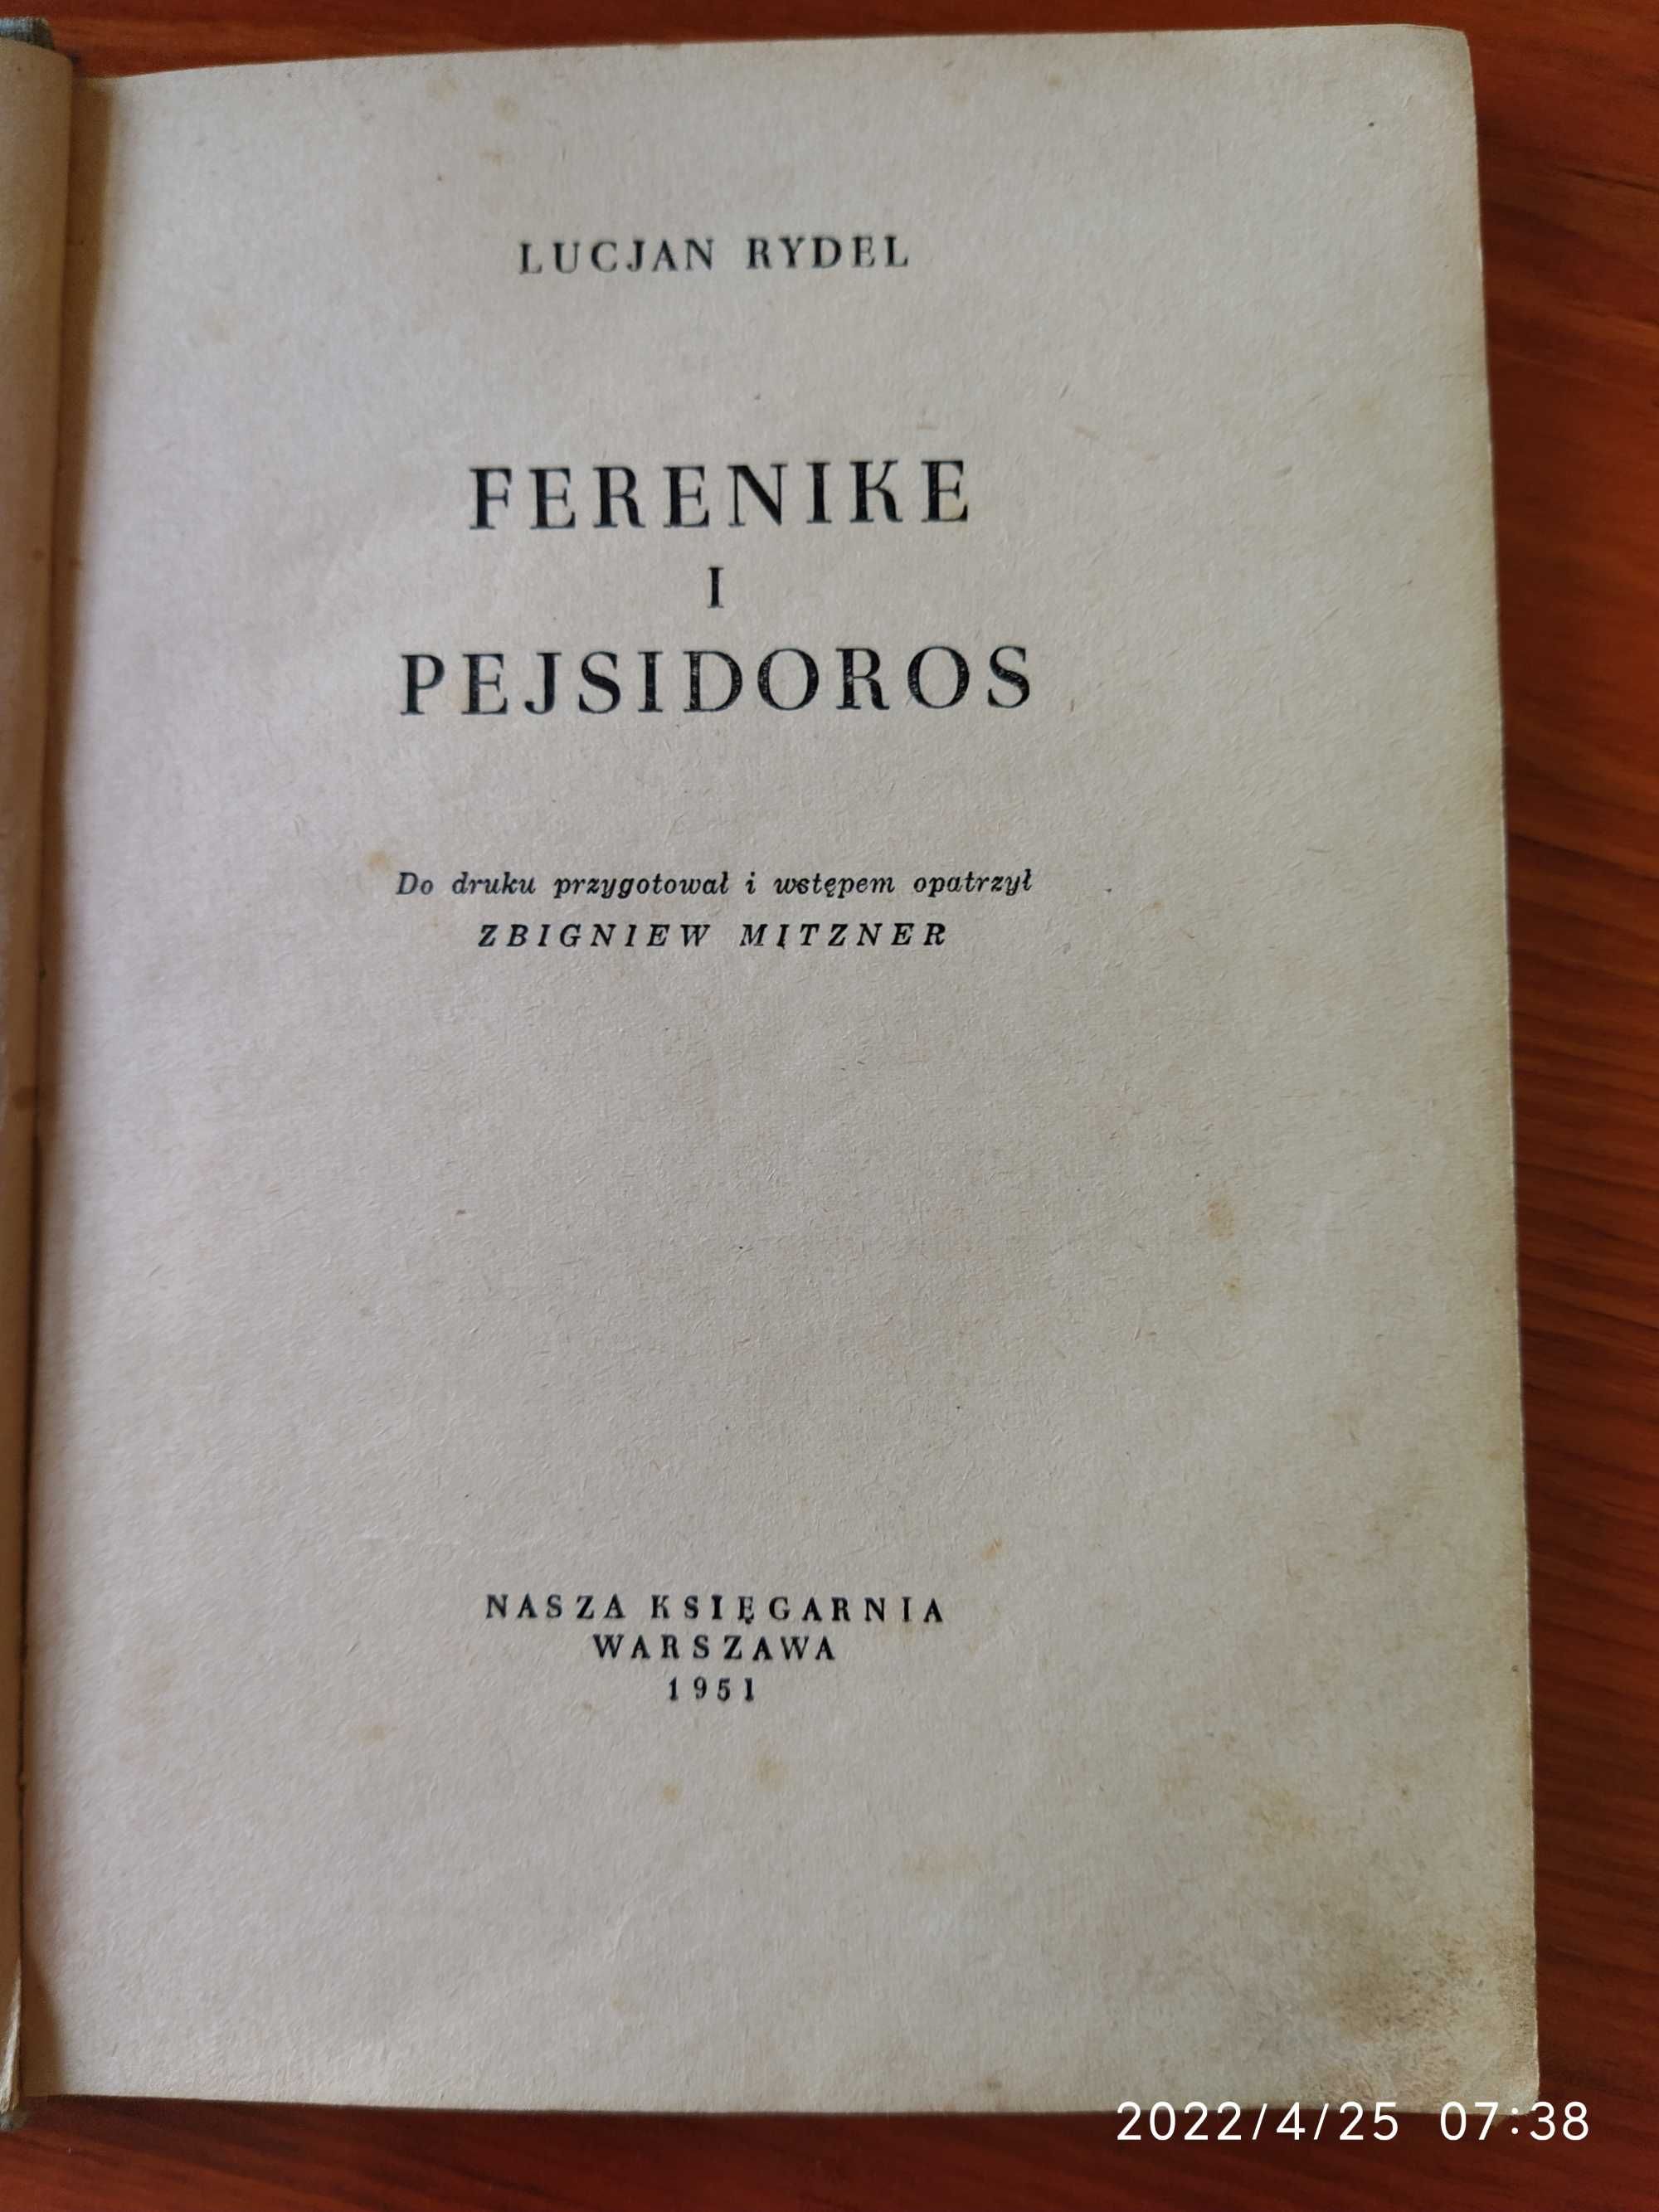 LUCJAN RYDEL
FERENIKE
I
PEJSIDOROS
Do druku przygotował i wstępem opatrzył
ZBIGNIEW MITZNER
NASZA KSIĘGARNIA
WARSZAWA
1951
2022/4/25 07:38